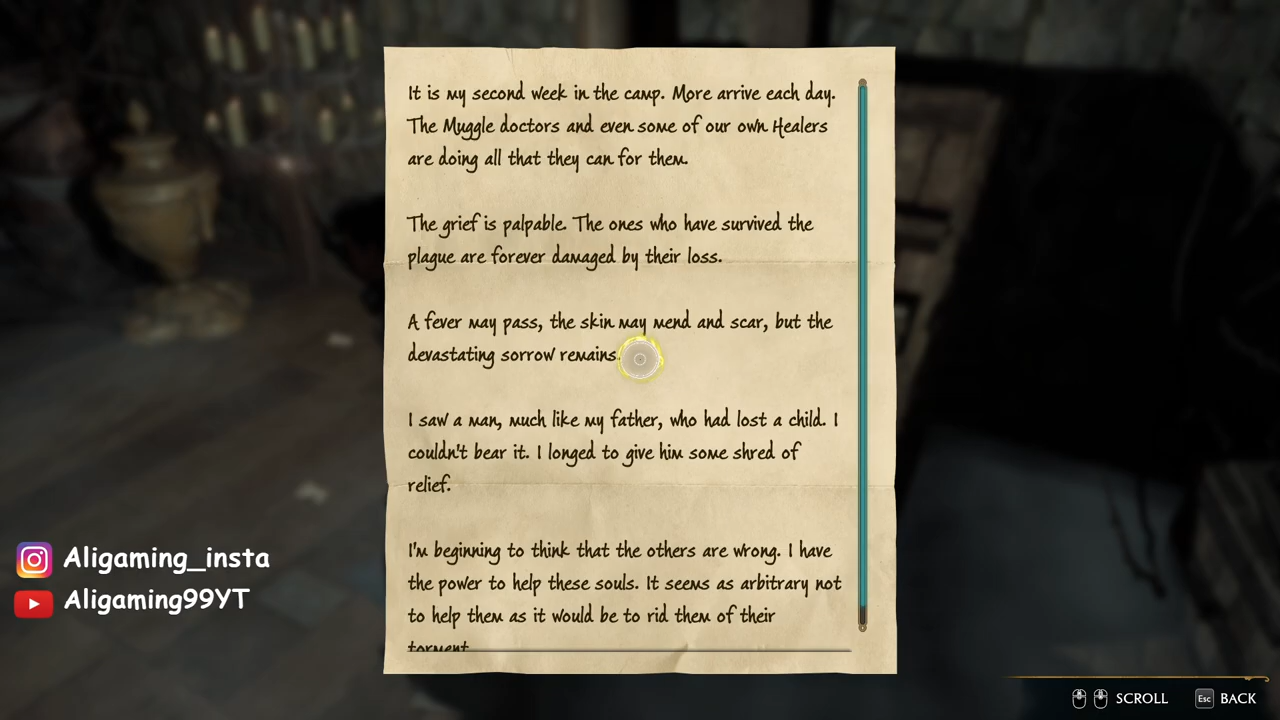 It is my second week in the camp. More arrive each day.
The Muggle doctors and even some of our own Healers
are doing all that they can for them.
The grief is palpable. The ones who have survived the
plague are forever damaged by their loss.
A fever may pass, the skin may mend and scar, but the
devastating sorrow remains.
I saw a man, much like my father, who had lost a child. I
couldn't bear it. I longed to give him some shred of
relief.
I'm beginning to think that the others are wrong. I have
the power to help these souls. It seems as arbitrary not
to help them as it would be to rid them of their
torment.
Aligaming_insta
Aligaming99YT
SCROLL
Esc BACK